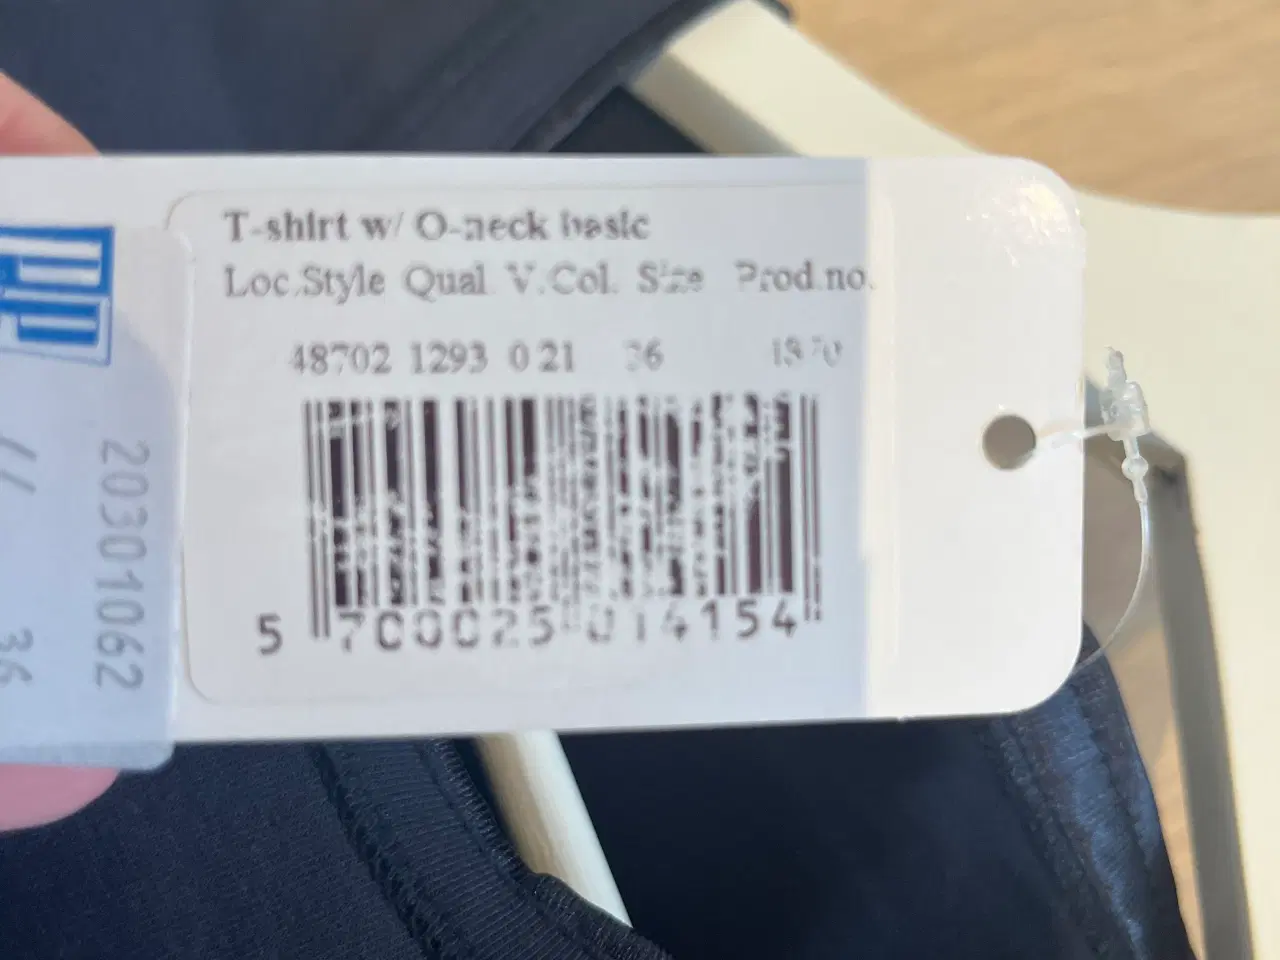 T-shirt w/ O-neck basic
Loc.Style Qual. V.Col. Size Prod.no.
48702 1293 0 21 36
5 700025 014154
20301062
36